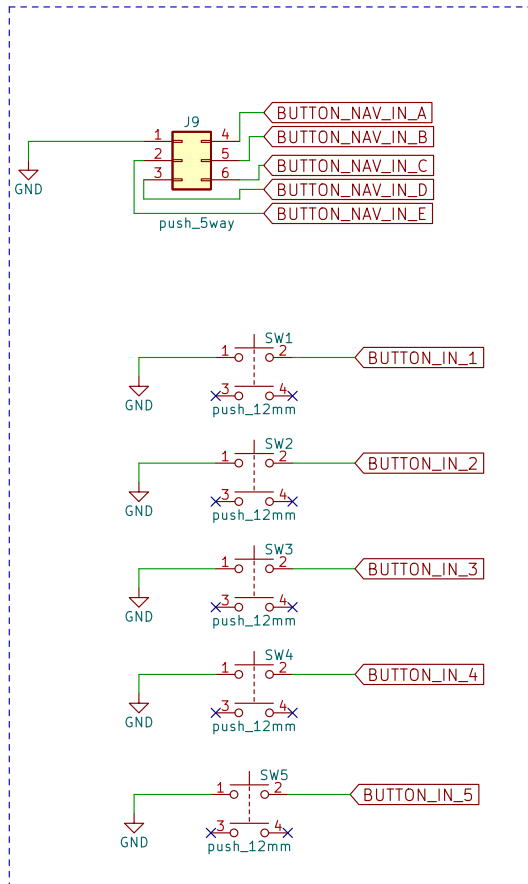 J9
1 4 BUTTON_NAV_IN_A
2 5 BUTTON_NAV_IN_B
3 6 BUTTON_NAV_IN_C
GND BUTTON_NAV_IN_D
push_5way BUTTON_NAV_IN_E
SW1
1 2 BUTTON_IN_1
3 4
GND push_12mm
SW2
1 2 BUTTON_IN_2
3 4
GND push_12mm
SW3
1 2 BUTTON_IN_3
3 4
GND push_12mm
SW4
1 2 BUTTON_IN_4
3 4
GND push_12mm
SW5
1 2 BUTTON_IN_5
3 4
GND push_12mm